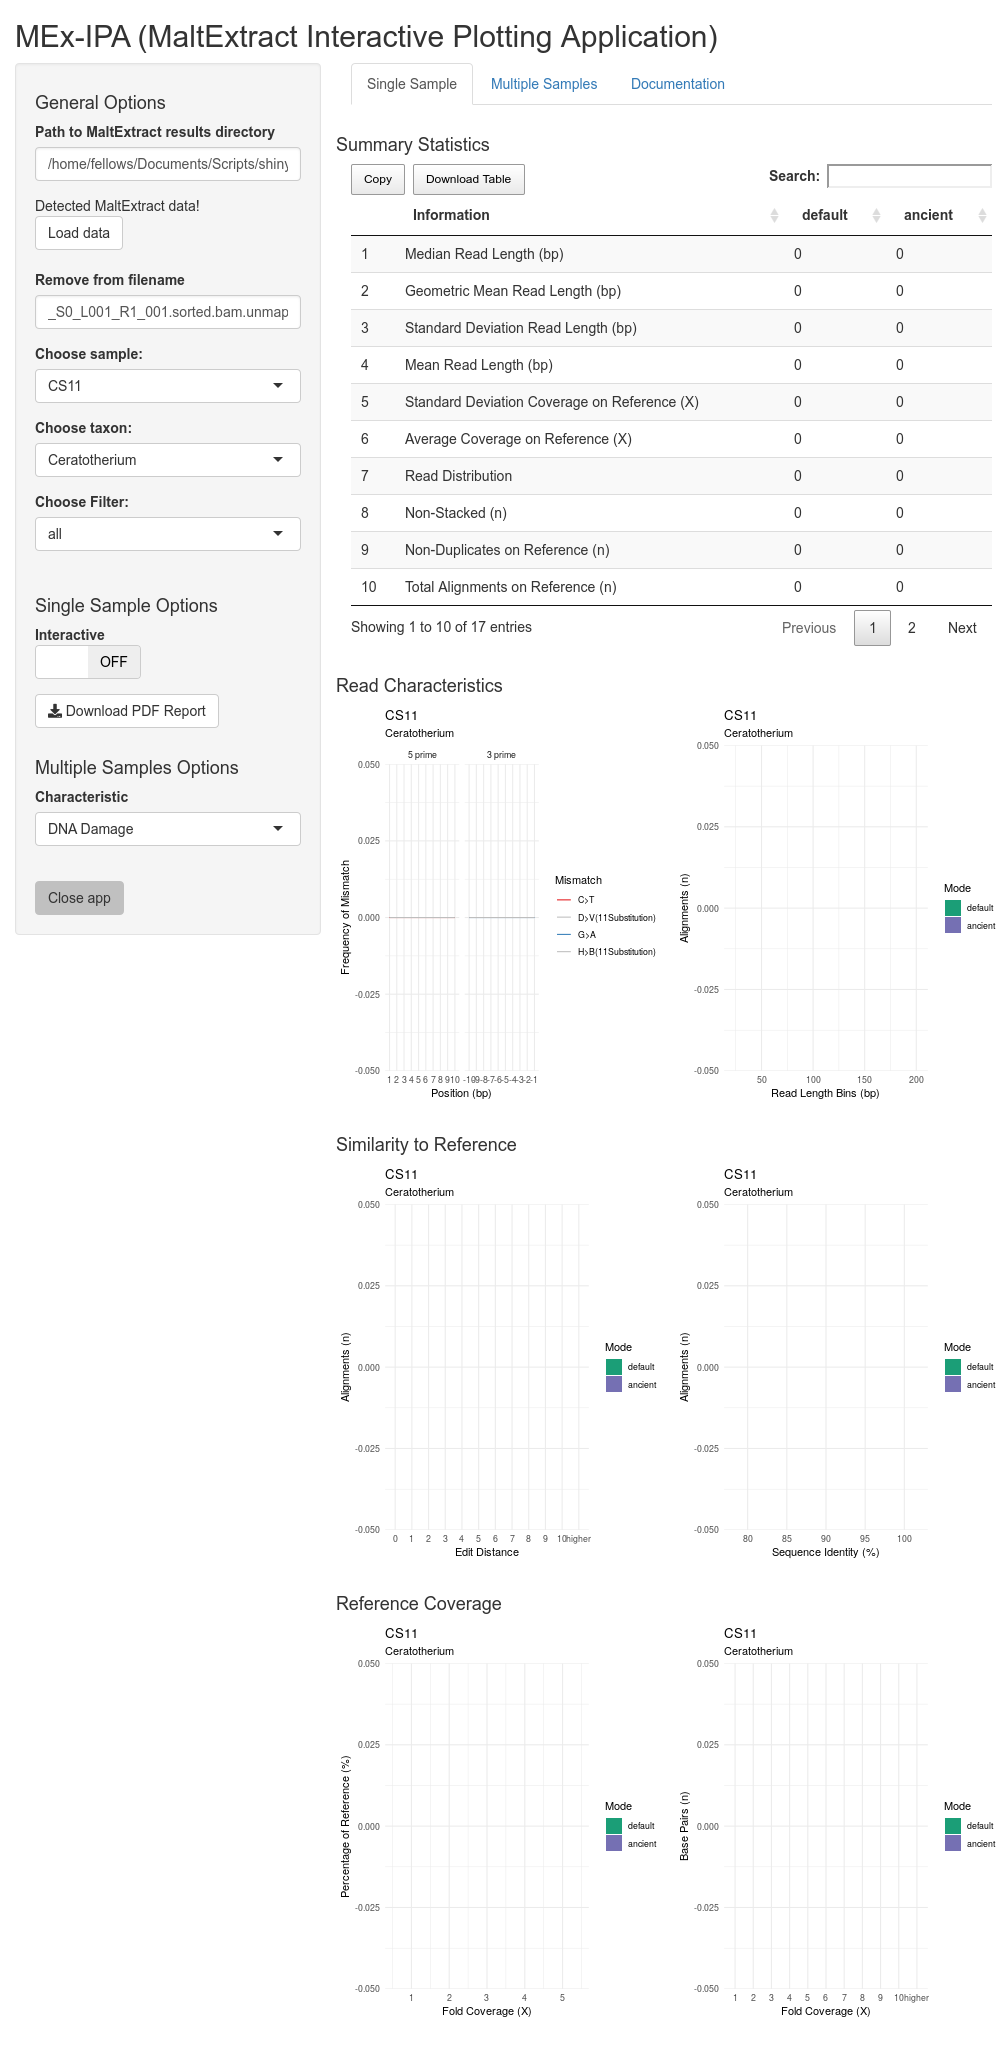 MEx-IPA (MaltExtract Interactive Plotting Application)
General Options
Path to MaltExtract results directory
/home/fellows/Documents/Scripts/shiny
Detected MaltExtract data!
Load data
Remove from filename
_S0_L001_R1_001.sorted.bam.unmap
Choose sample:
CS11
Choose taxon:
Ceratotherium
Choose Filter:
all
Single Sample Options
Interactive
OFF
Download PDF Report
Multiple Samples Options
Characteristic
DNA Damage
Close app
Single Sample Multiple Samples Documentation
Summary Statistics
Copy Download Table Search:
Information default ancient
1 Median Read Length (bp) 0 0
2 Geometric Mean Read Length (bp) 0 0
3 Standard Deviation Read Length (bp) 0 0
4 Mean Read Length (bp) 0 0
5 Standard Deviation Coverage on Reference (X) 0 0
6 Average Coverage on Reference (X) 0 0
7 Read Distribution 0 0
8 Non-Stacked (n) 0 0
9 Non-Duplicates on Reference (n) 0 0
10 Total Alignments on Reference (n) 0 0
Showing 1 to 10 of 17 entries Previous 1 2 Next
Read Characteristics
CS11
Ceratotherium
5 prime 3 prime
0.050
0.025
0.000
-0.025
-0.050
Frequency of Mismatch
1 2 3 4 5 6 7 8 9 10 -10 -9 -8 -7 -6 -5 -4 -3 -2 -1
Position (bp)
Mismatch
C>T
D>V(11Substitution)
G>A
H>B(11Substitution)
CS11
Ceratotherium
0.050
0.025
0.000
-0.025
-0.050
Alignments (n)
50 100 150 200
Read Length Bins (bp)
Mode
default
ancient
Similarity to Reference
CS11
Ceratotherium
0.050
0.025
0.000
-0.025
-0.050
Alignments (n)
0 1 2 3 4 5 6 7 8 9 10 higher
Edit Distance
Mode
default
ancient
CS11
Ceratotherium
0.050
0.025
0.000
-0.025
-0.050
Alignments (n)
80 85 90 95 100
Sequence Identity (%)
Mode
default
ancient
Reference Coverage
CS11
Ceratotherium
0.050
0.025
0.000
-0.025
-0.050
Percentage of Reference (%)
1 2 3 4 5
Fold Coverage (X)
Mode
default
ancient
CS11
Ceratotherium
0.050
0.025
0.000
-0.025
-0.050
Base Pairs (n)
1 2 3 4 5 6 7 8 9 10 higher
Fold Coverage (X)
Mode
default
ancient